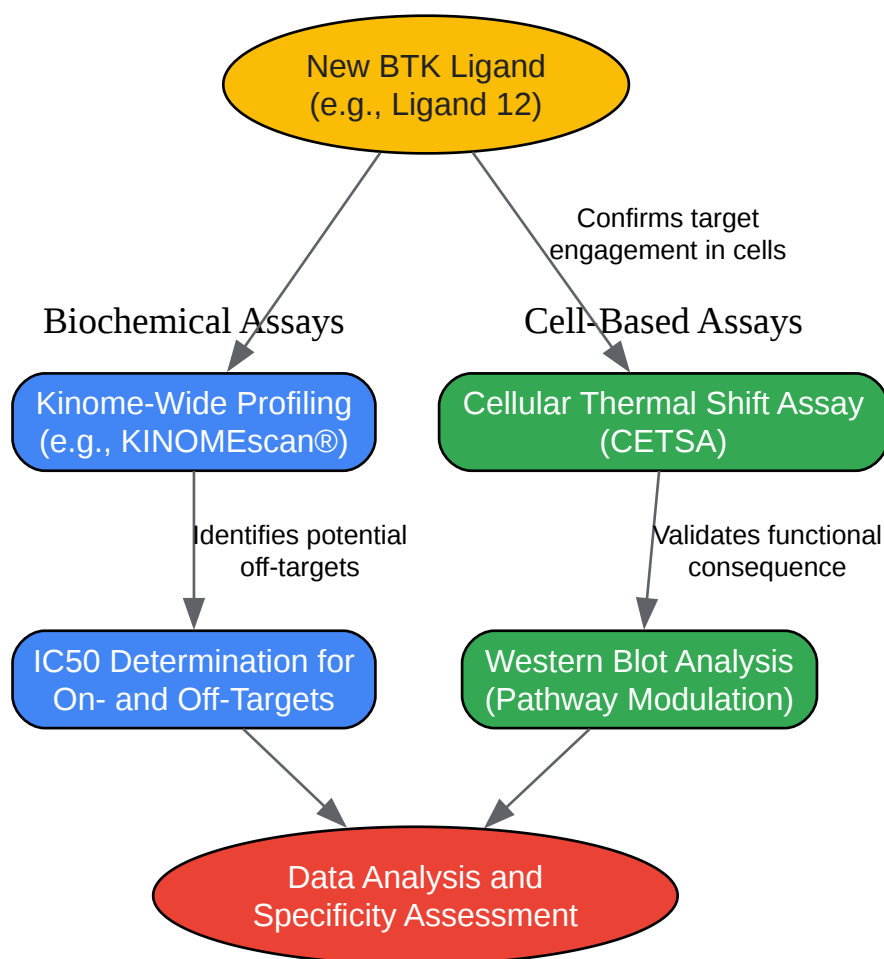 New BTK Ligand
(e.g., Ligand 12)
Confirms target
engagement in cells
Biochemical Assays
Cell-Based Assays
Kinome-Wide Profiling
(e.g., KINOMEscan®)
Cellular Thermal Shift Assay
(CETSA)
Identifies potential
off-targets
Validates functional
consequence
IC50 Determination for
On- and Off-Targets
Western Blot Analysis
(Pathway Modulation)
Data Analysis and
Specificity Assessment